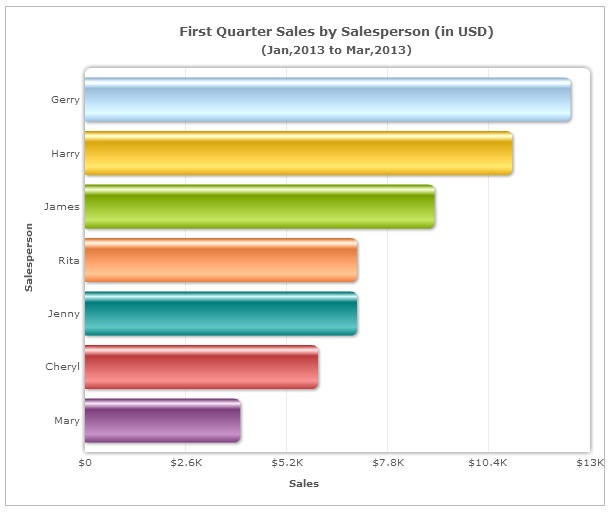 First Quarter Sales by Salesperson (in USD)
(Jan,2013 to Mar,2013)
Salesperson
Gerry
Harry
James
Rita
Jenny
Cheryl
Mary
$0 $2.6K $5.2K $7.8K $10.4K $13K
Sales